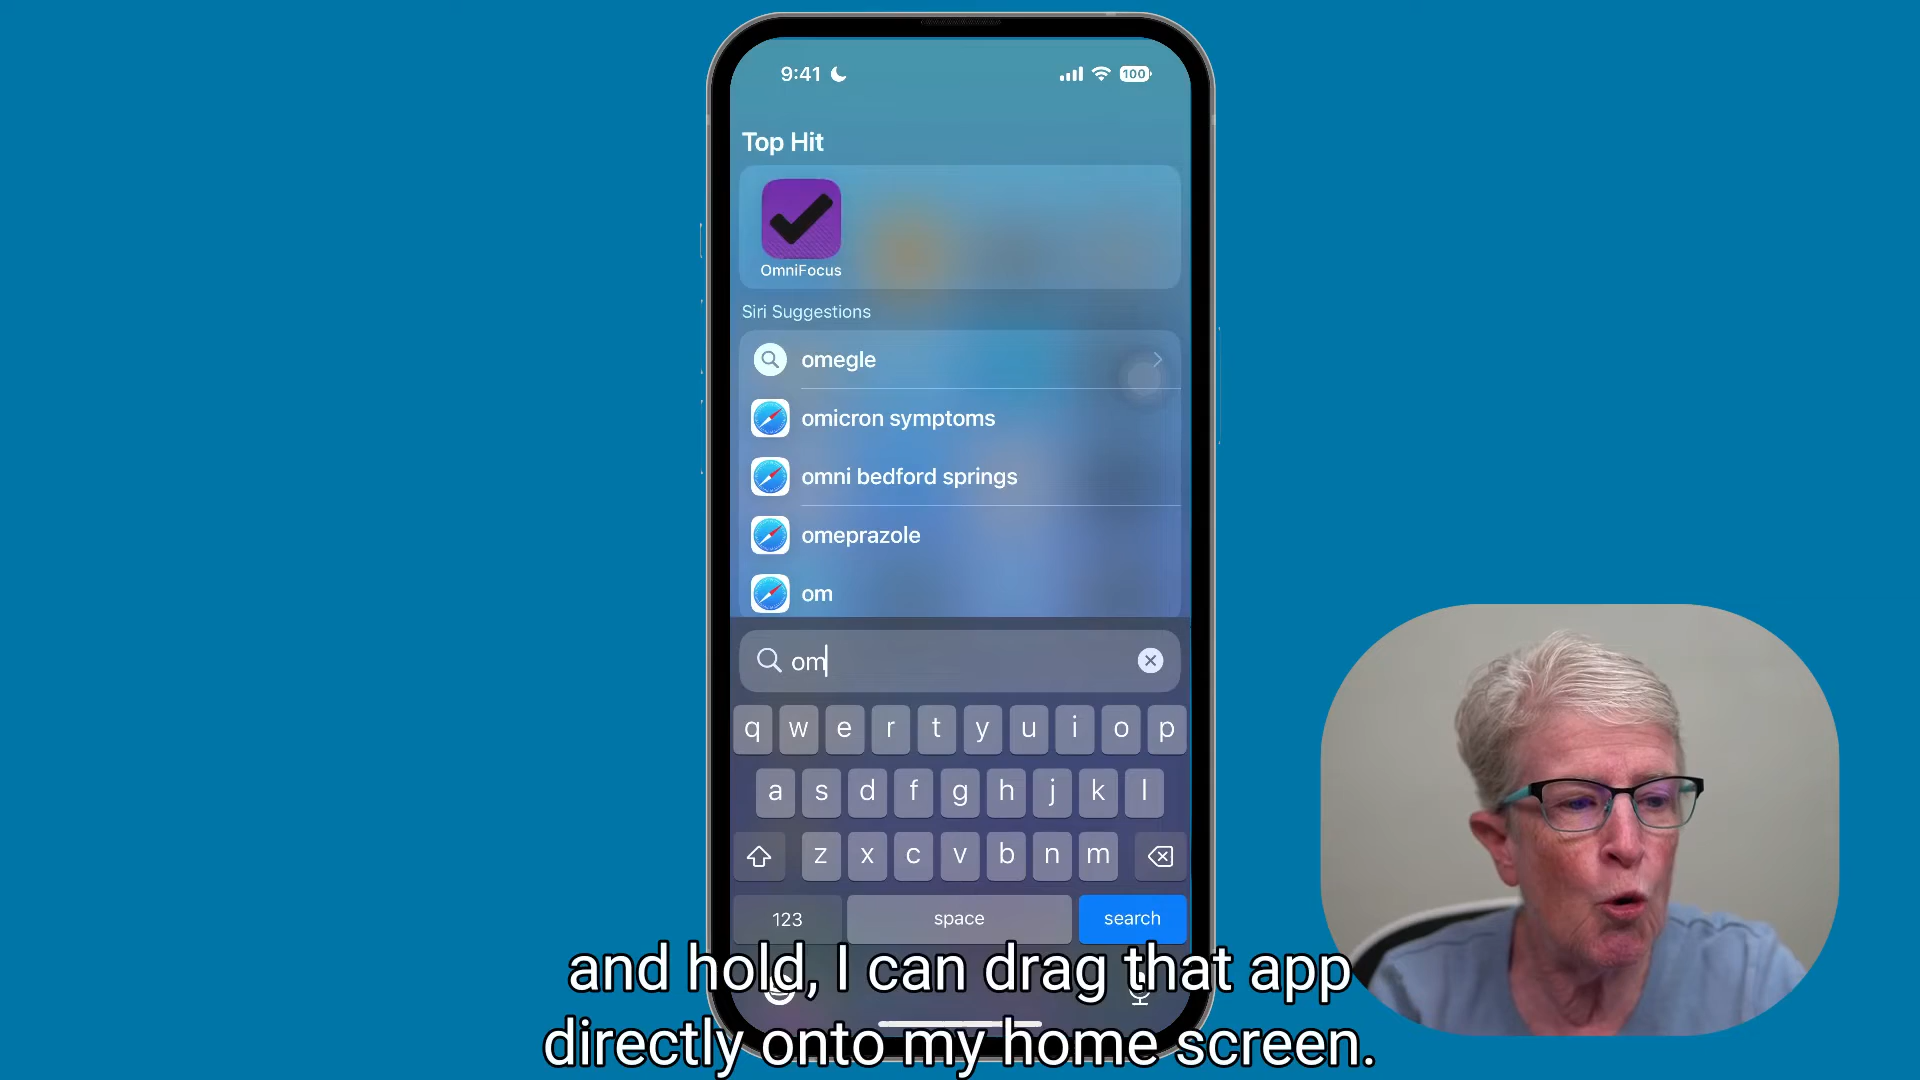 9:41
100
Top Hit
OmniFocus
Siri Suggestions
omegle
omicron symptoms
omni bedford springs
omeprazole
om
om
q w e r t y u i o p
a s d f g h j k l
z x c v b n m
123 space search
and hold, I can drag that app
directly onto my home screen.